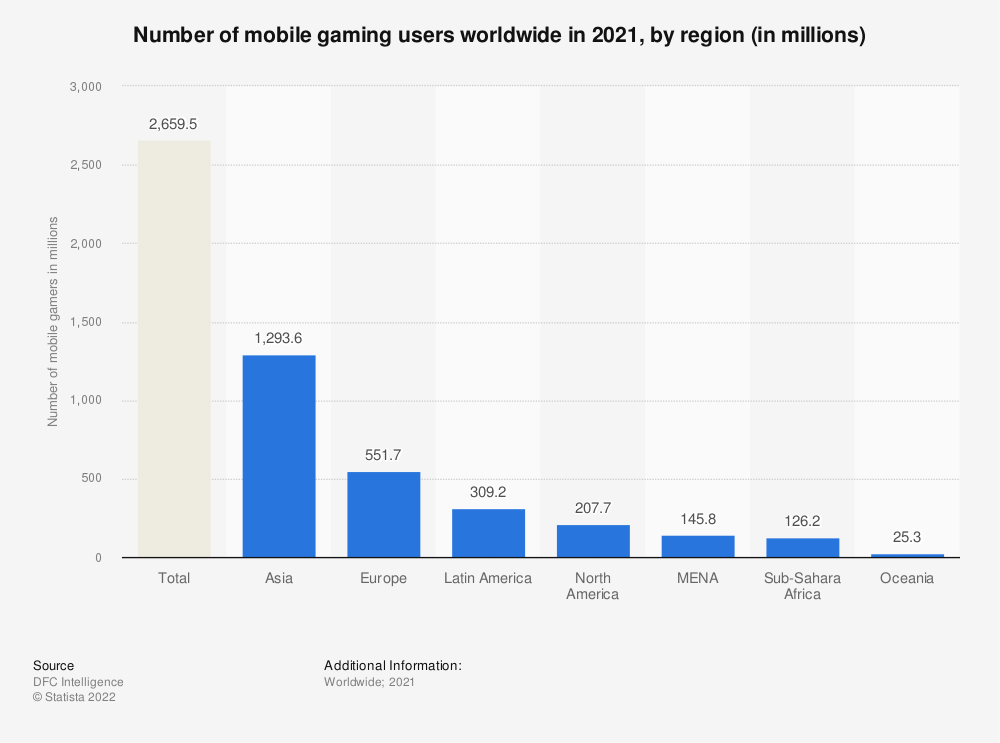 Number of mobile gaming users worldwide in 2021, by region (in millions)
Number of mobile gamers in millions
3,000
2,500
2,000
1,500
1,000
500
0
2,659.5
1,293.6
551.7
309.2
207.7
145.8
126.2
25.3
Total
Asia
Europe
Latin America
North
America
MENA
Sub-Sahara
Africa
Oceania
Source
DFC Intelligence
© Statista 2022
Additional Information:
Worldwide; 2021